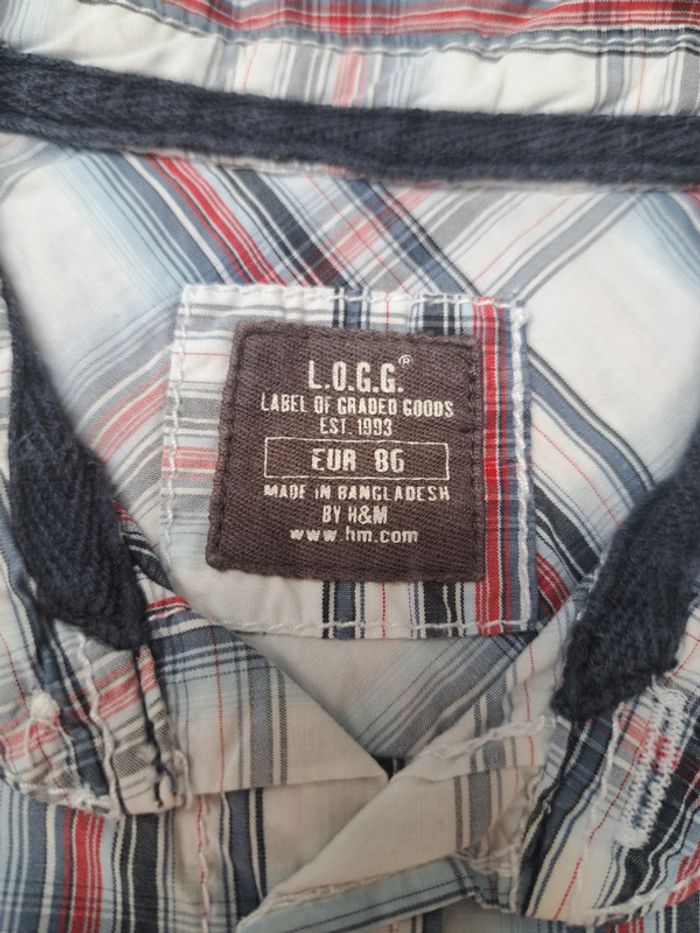 L.O.G.G.®
LABEL OF GRADED GOODS
EST. 1993
EUR 86
MADE IN BANGLADESH
BY H&M
www.hm.com